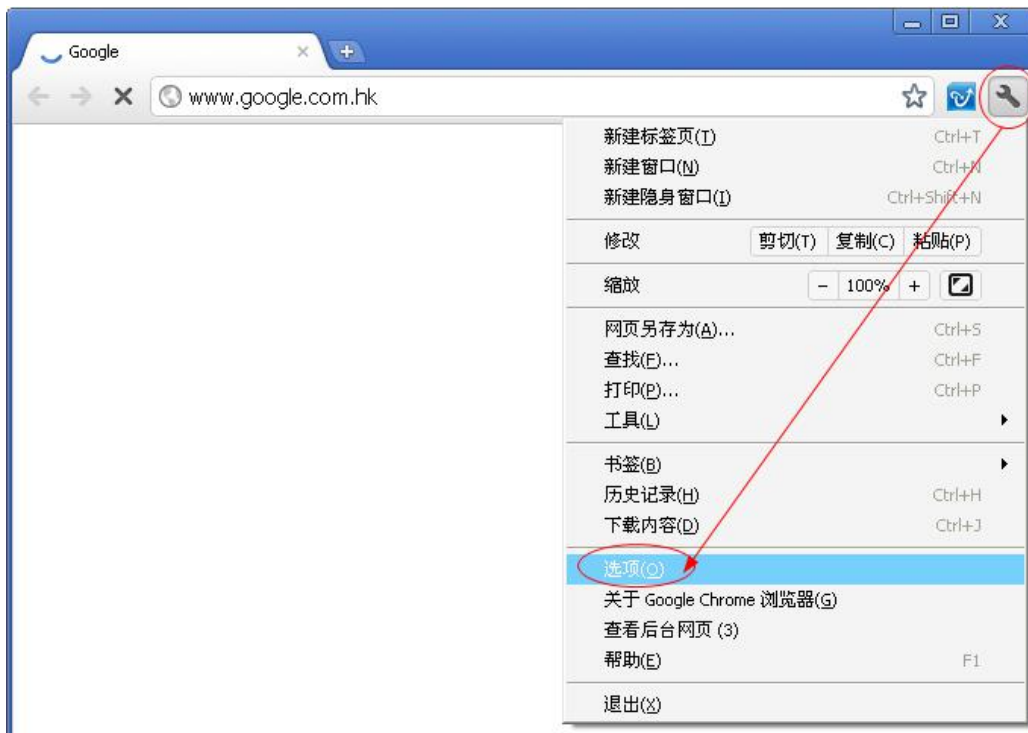 Google
www.google.com.hk
新建标签页(T) Ctrl+T
新建窗口(N) Ctrl+N
新建隐身窗口(I) Ctrl+Shift+N
修改 剪切(T) 复制(C) 粘贴(P)
缩放 - 100% +
网页另存为(A)... Ctrl+S
查找(F)... Ctrl+F
打印(P)... Ctrl+P
工具(L)
书签(B)
历史记录(H) Ctrl+H
下载内容(D) Ctrl+J
选项(O)
关于 Google Chrome 浏览器(G)
查看后台网页 (3)
帮助(E) F1
退出(X)